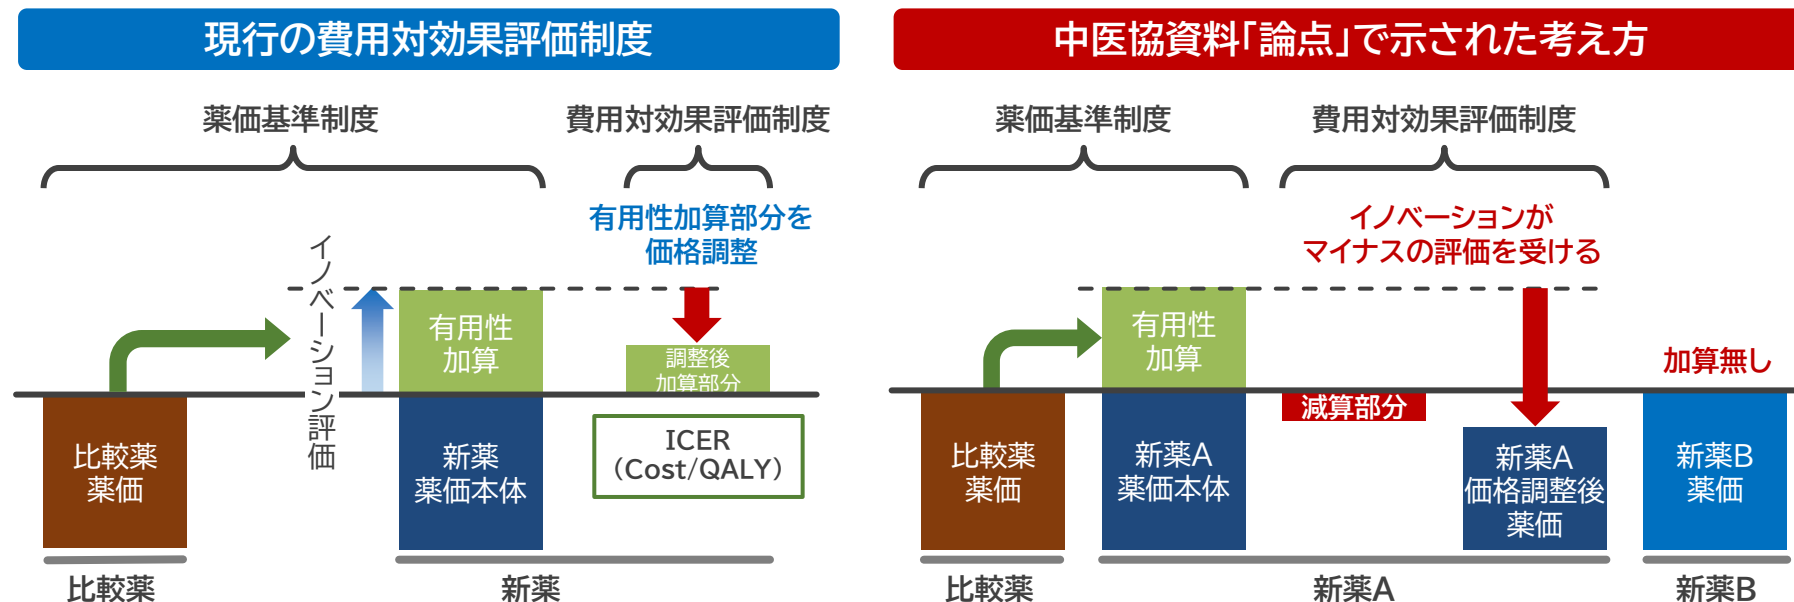 現行の費用対効果評価制度
薬価基準制度
費用対効果評価制度
有用性加算部分を
価格調整
イノベーション評価
有用性
加算
調整後
加算部分
比較薬
薬価
新薬
薬価本体
ICER
(Cost/QALY)
比較薬
新薬
中医協資料「論点」で示された考え方
薬価基準制度
費用対効果評価制度
イノベーションが
マイナスの評価を受ける
有用性
加算
加算無し
減算部分
比較薬
薬価
新薬A
薬価本体
新薬A
価格調整後
薬価
新薬B
薬価
比較薬
新薬A
新薬B